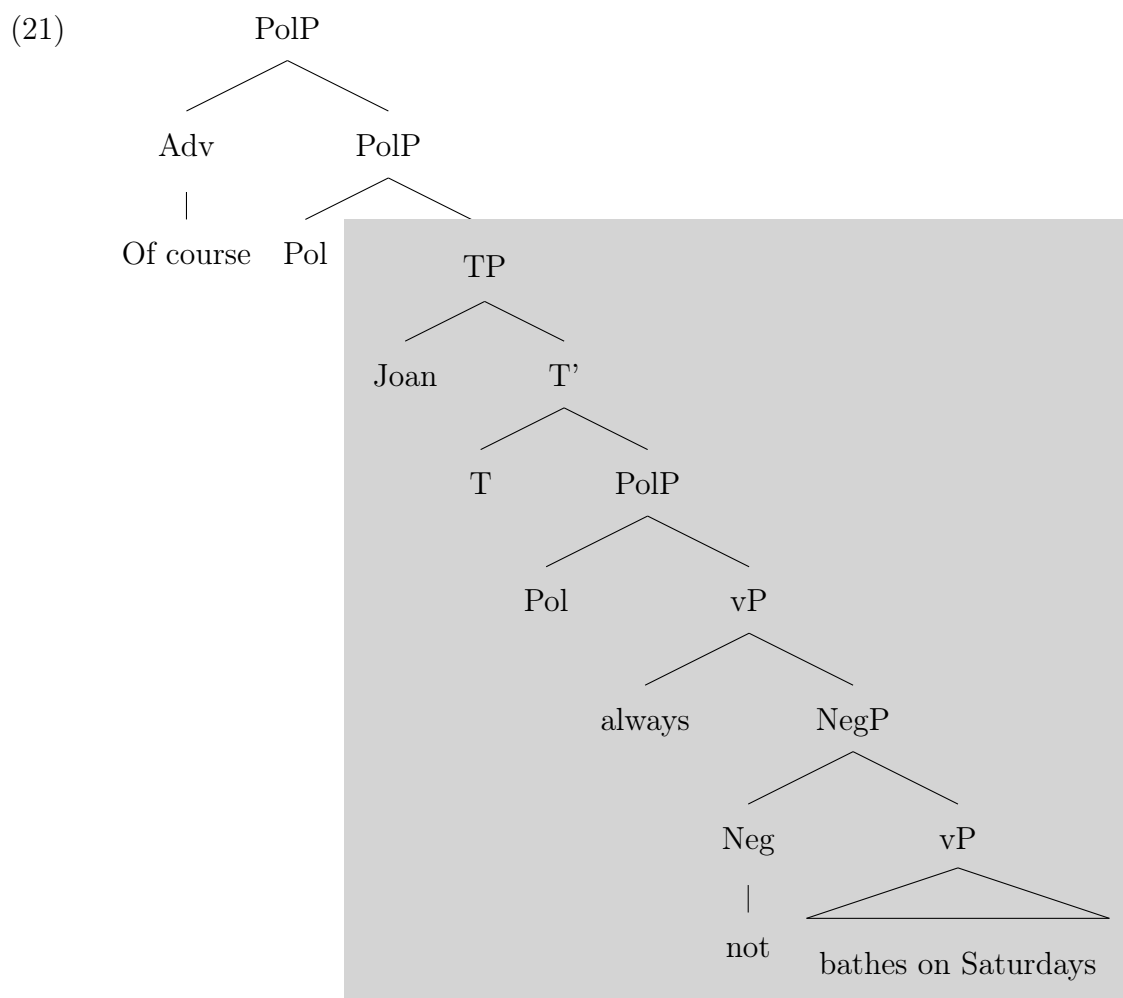 (21) PolP
Adv PolP
Of course Pol TP
Joan T’
T PolP
Pol vP
always NegP
Neg vP
not bathes on Saturdays